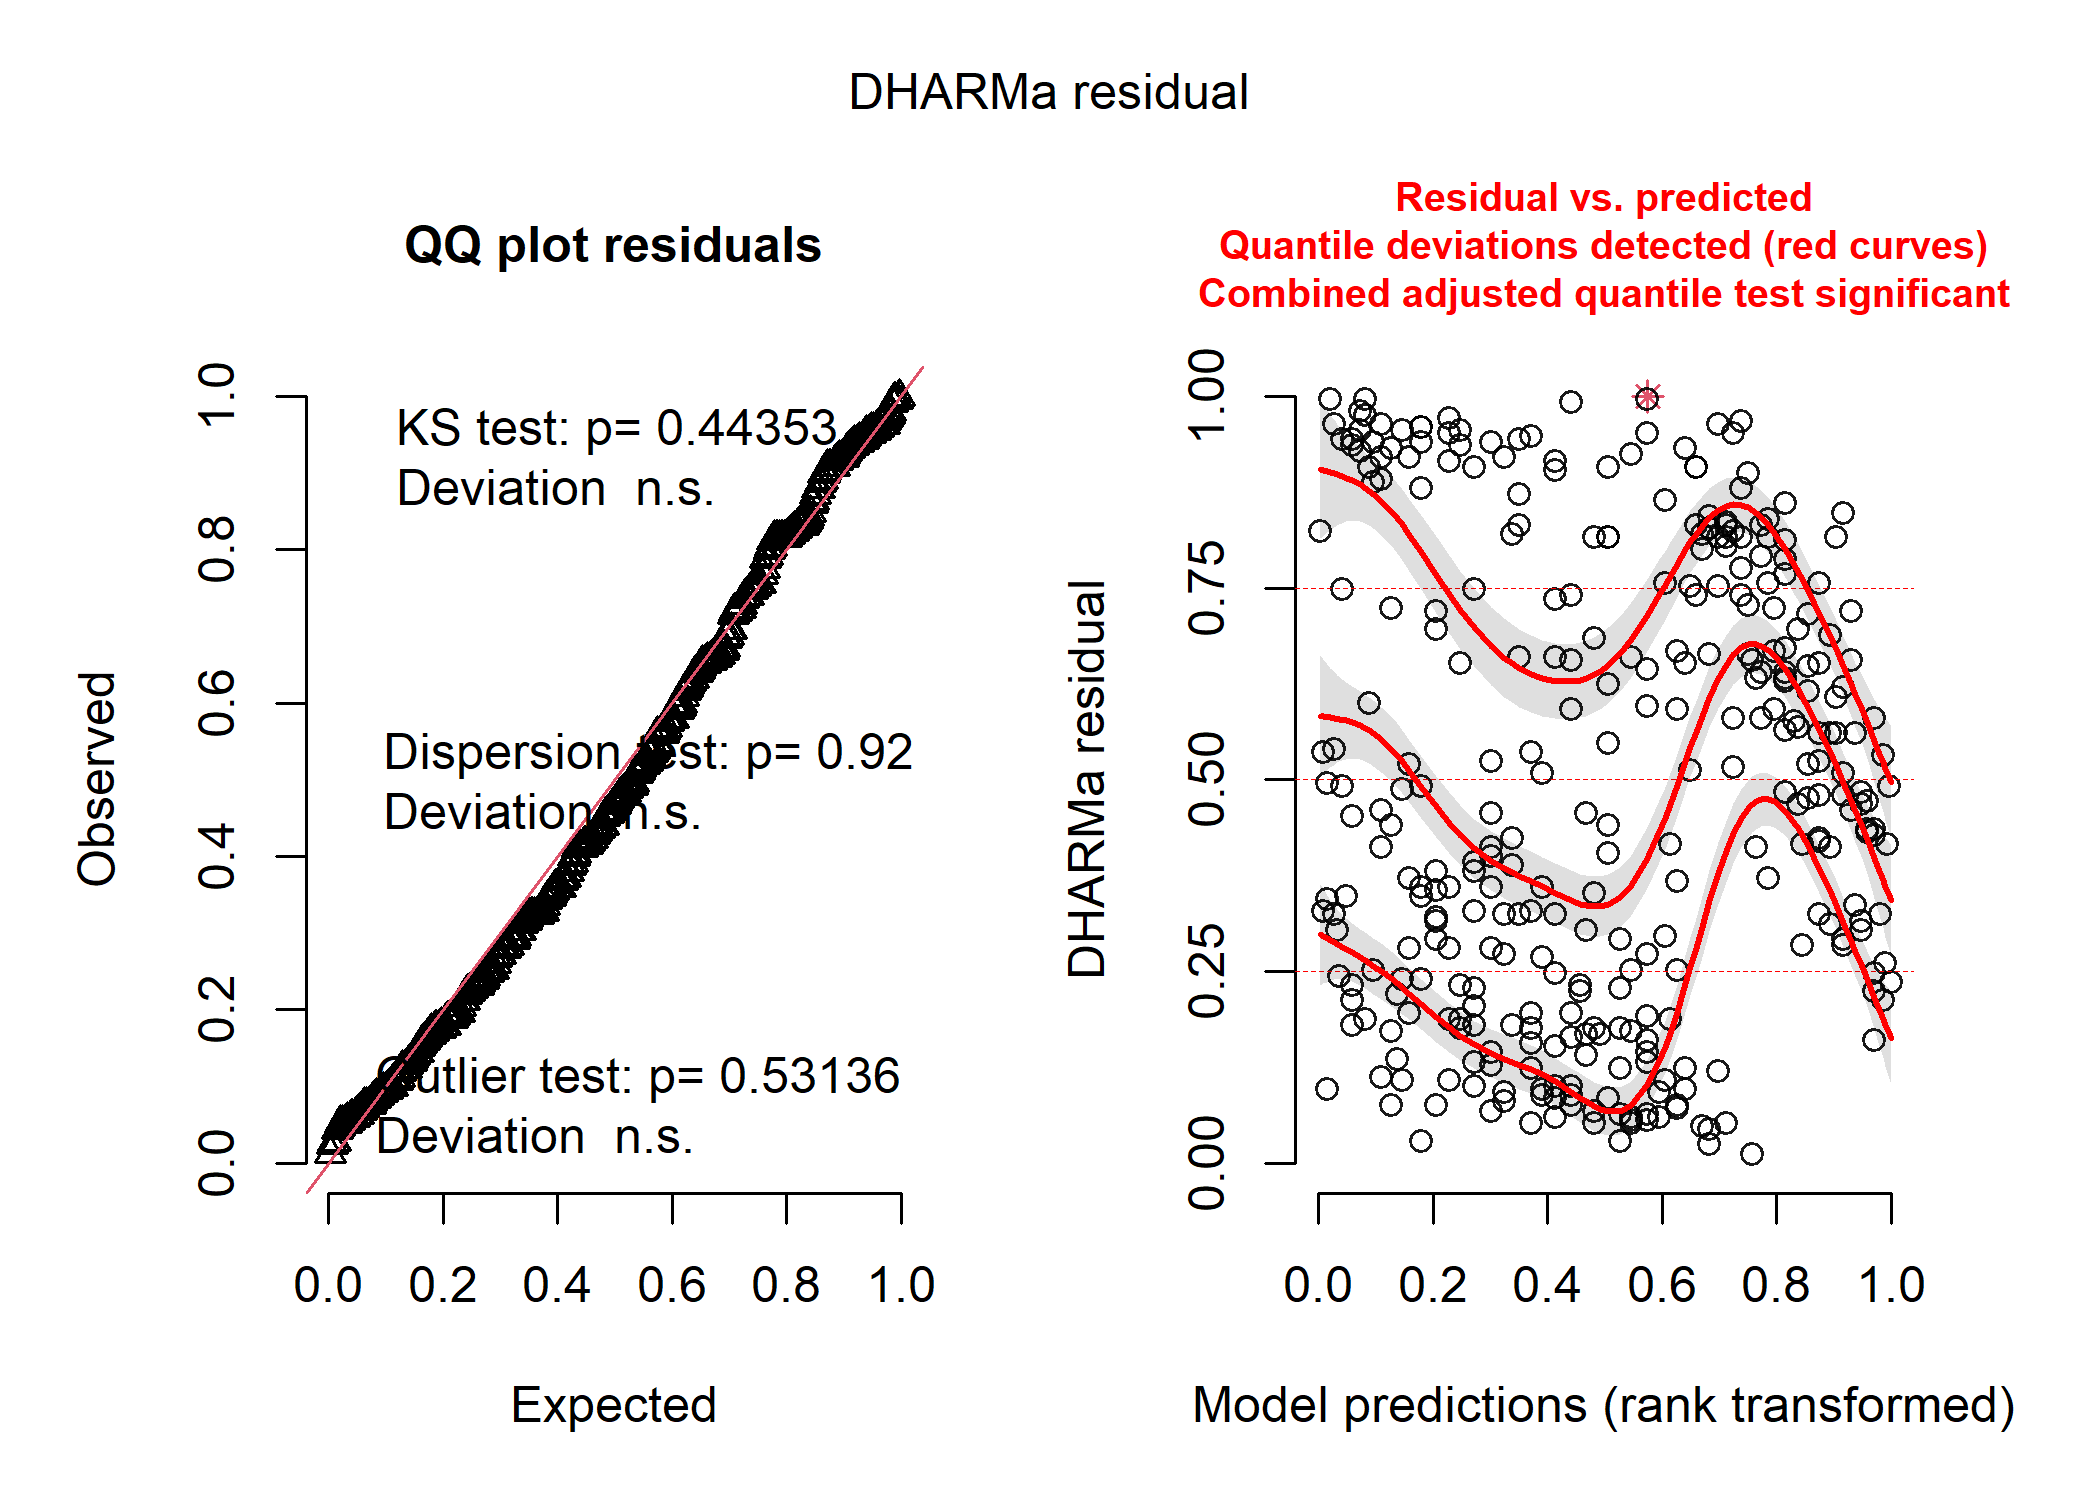 DHARMa residual
QQ plot residuals
KS test: p= 0.44353
Deviation  n.s.
Dispersion test: p= 0.92
Deviation n.s.
Outlier test: p= 0.53136
Deviation  n.s.
Observed
0.0 0.2 0.4 0.6 0.8 1.0
0.0 0.2 0.4 0.6 0.8 1.0
Expected
Residual vs. predicted
Quantile deviations detected (red curves)
Combined adjusted quantile test significant
DHARMa residual
0.00 0.25 0.50 0.75 1.00
0.0 0.2 0.4 0.6 0.8 1.0
Model predictions (rank transformed)